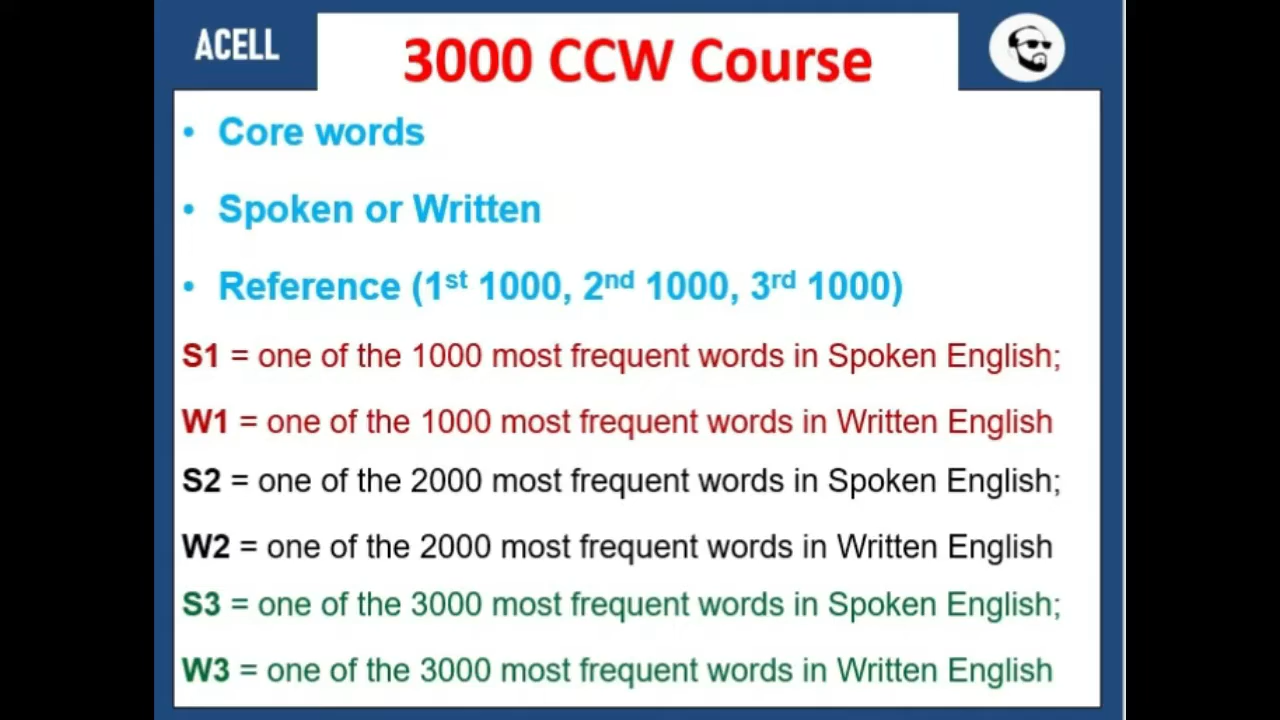 ACELL
3000 CCW Course
• Core words
• Spoken or Written
• Reference (1st 1000, 2nd 1000, 3rd 1000)
S1 = one of the 1000 most frequent words in Spoken English;
W1 = one of the 1000 most frequent words in Written English
S2 = one of the 2000 most frequent words in Spoken English;
W2 = one of the 2000 most frequent words in Written English
S3 = one of the 3000 most frequent words in Spoken English;
W3 = one of the 3000 most frequent words in Written English